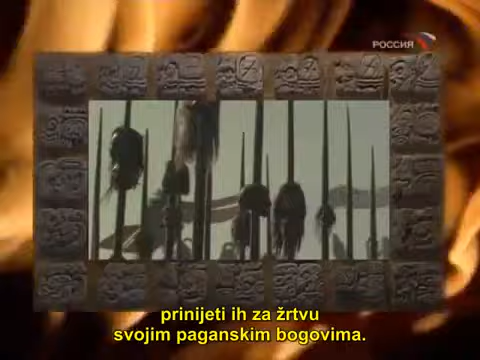 РОССИЯ
prinijeti ih za žrtvu
svojim paganskim bogovima.